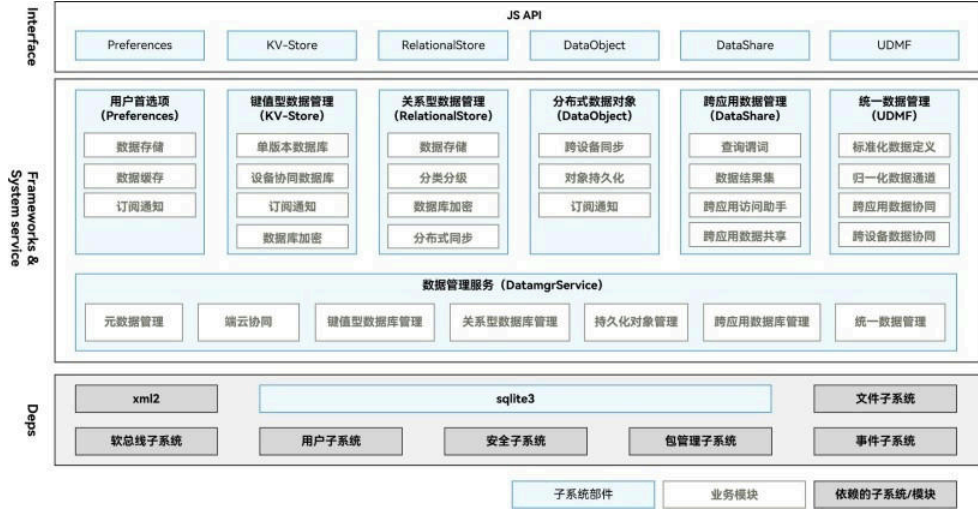 Interface
JS API
Preferences
KV-Store
RelationalStore
DataObject
DataShare
UDMF
Frameworks &
System service
用户首选项
(Preferences)
数据存储
数据缓存
订阅通知
键值型数据管理
(KV-Store)
单版本数据库
设备协同数据库
订阅通知
数据库加密
关系型数据管理
(RelationalStore)
数据存储
分类分级
数据库加密
分布式同步
分布式数据对象
(DataObject)
跨设备同步
对象持久化
订阅通知
跨应用数据管理
(DataShare)
查询谓词
数据结果集
跨应用访问助手
跨应用数据共享
统一数据管理
(UDMF)
标准化数据定义
归一化数据通道
跨应用数据协同
跨设备数据协同
数据管理服务（DatamgrService）
元数据管理
端云协同
键值型数据库管理
关系型数据库管理
持久化对象管理
跨应用数据库管理
统一数据管理
Deps
xml2
sqlite3
文件子系统
软总线子系统
用户子系统
安全子系统
包管理子系统
事件子系统
子系统部件
业务模块
依赖的子系统/模块